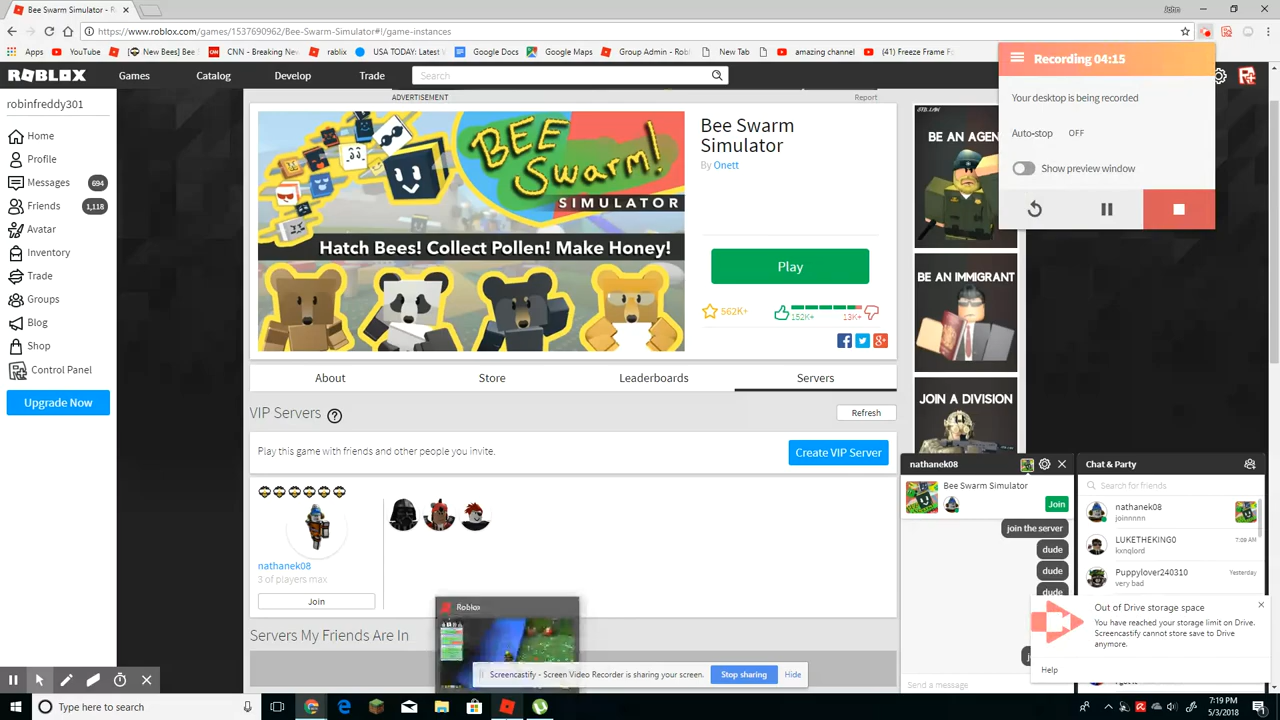 Bee Swarm Simulator -
https://www.roblox.com/games/1537690962/Bee-Swarm-Simulator#!/game-instances
Apps
YouTube
[New Bees] Bee S
CNN - Breaking New
rablix
USA TODAY: Latest V
Google Docs
Google Maps
Group Admin - Rob
New Tab
amazing channel
(41) Freeze Frame Fo
ROBLOX
Games
Catalog
Develop
Trade
Search
Recording 04:15
Your desktop is being recorded
Auto-stop OFF
Show preview window
robinfreddy301
Home
Profile
Messages 694
Friends 1,118
Avatar
Inventory
Trade
Groups
Blog
Shop
Control Panel
Upgrade Now
ADVERTISEMENT
Report
BEE Swarm!
SIMULATOR
Hatch Bees! Collect Pollen! Make Honey!
Bee Swarm
Simulator
By Onett
Play
562K+
152K+
13K+
BE AN AGEN
BE AN IMMIGRANT
JOIN A DIVISION
About
Store
Leaderboards
Servers
VIP Servers
Refresh
Play this game with friends and other people you invite.
Create VIP Server
nathanek08
3 of players max
Join
Servers My Friends Are In
Roblox
Screencastify - Screen Video Recorder is sharing your screen.
Stop sharing
Hide
nathanek08
Bee Swarm Simulator
Join
join the server
dude
dude
dude
Send a message
Chat & Party
Search for friends
nathanek08
joinnnnn
LUKETHEKING0
7:08 AM
kxnqlord
Puppylover240310
Yesterday
very bad
Out of Drive storage space
You have reached your storage limit on Drive.
Screencastify cannot store save to Drive
anymore.
Help
Type here to search
7:19 PM
5/3/2018